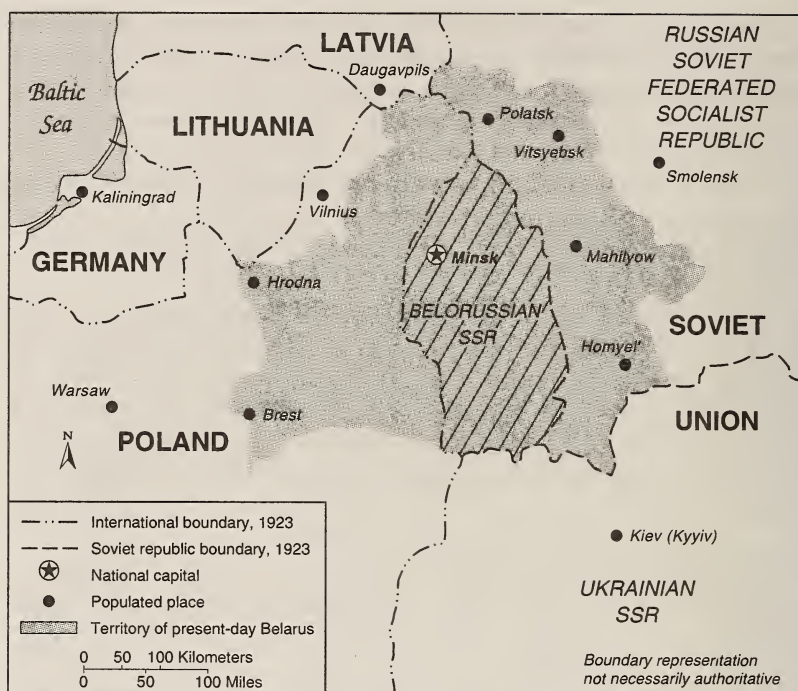 LATVIA
Daugavpils
RUSSIAN
SOVIET
FEDERATED
SOCIALIST
REPUBLIC
Baltic
Sea
LITHUANIA
Polatsk
Vitsyebsk
Smolensk
Kaliningrad
Vilnius
GERMANY
Hrodna
Minsk
Mahilyow
BELORUSSIAN
SSR
SOVIET
Homyel'
Warsaw
Brest
POLAND
UNION
N
International boundary, 1923
Soviet republic boundary, 1923
National capital
Populated place
Territory of present-day Belarus
0 50 100 Kilometers
0 50 100 Miles
Kiev (Kyyiv)
UKRAINIAN
SSR
Boundary representation
not necessarily authoritative